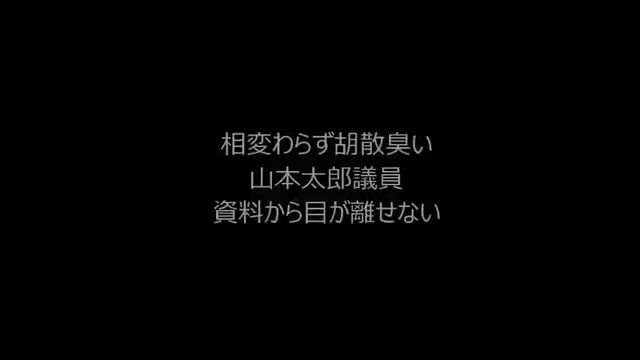 相変わらず胡散臭い
山本太郎議員
資料から目が離せない